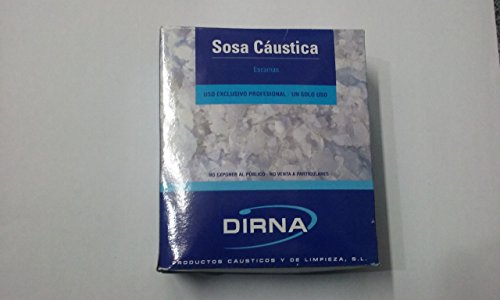 Sosa Cáustica
Escamas
USO EXCLUSIVO PROFESIONAL - UN SOLO USO
NO EXPONER AL PÚBLICO - NO VENTA A PARTICULARES
DIRNA
PRODUCTOS CAUSTICOS Y DE LIMPIEZA, S.L.